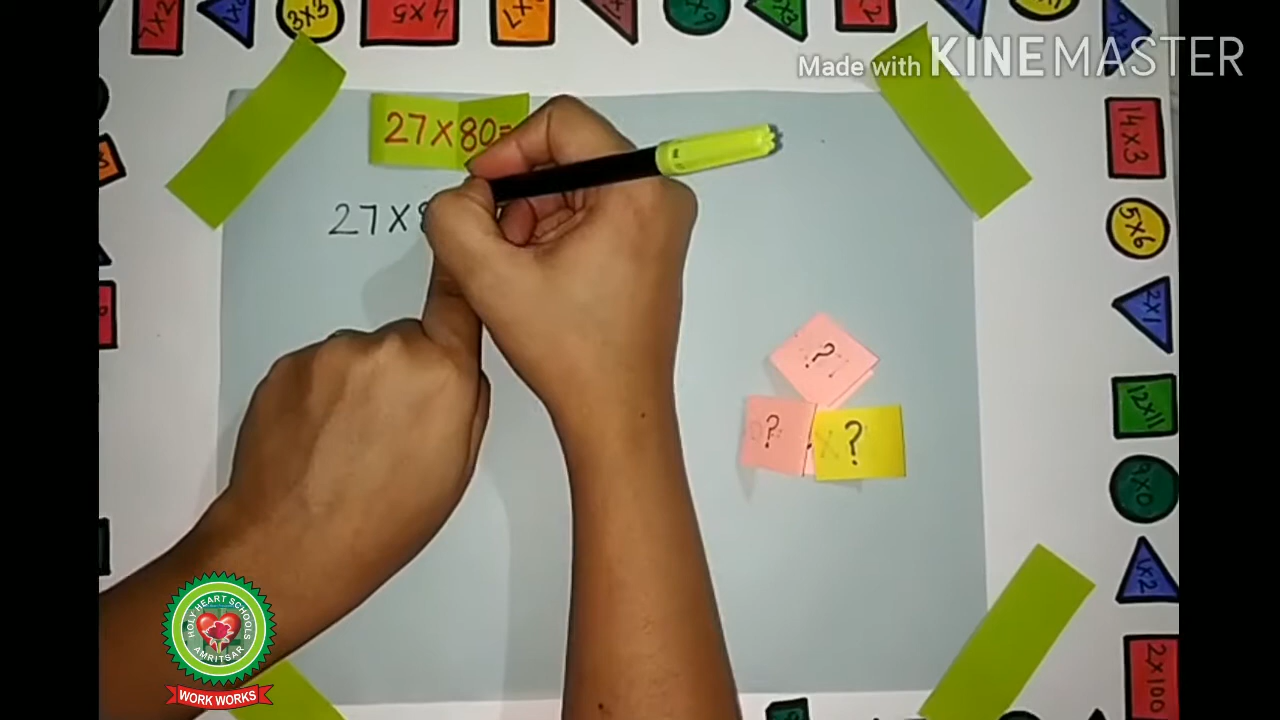 Made with KINEMASTER
3X3
4X5
27X80=
27X8
14X3
5X6
2X1
12X11
9X0
1X2
2X100
?
?
X ?
HOLY HEART SCHOOLS
AMRITSAR
WORK WORKS